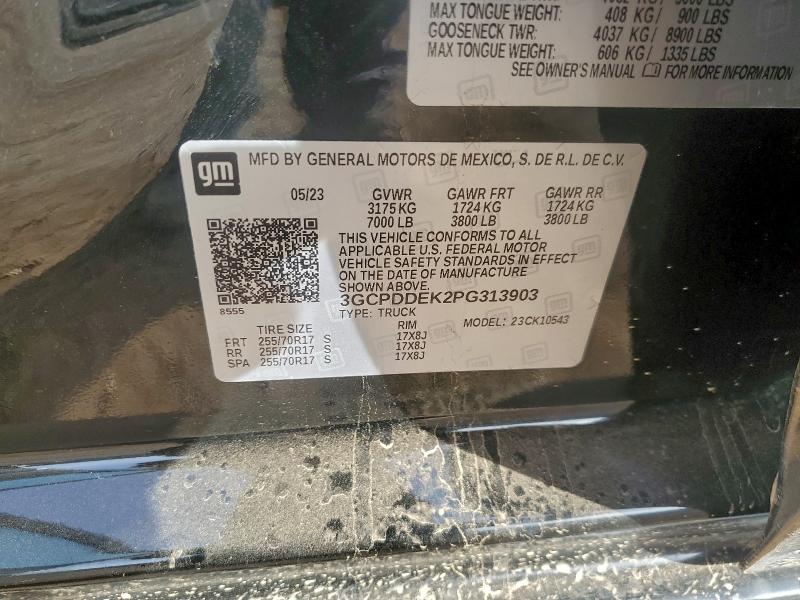 MAX TONGUE WEIGHT: 408 KG / 900 LBS
GOOSENECK TWR: 4037 KG/ 8900 LBS
MAX TONGUE WEIGHT: 606 KG / 1335 LBS
SEE OWNER'S MANUAL FOR MORE INFORMATION
gm MFD BY GENERAL MOTORS DE MEXICO, S. DE R.L. DE C.V.
05/23 GVWR GAWR FRT GAWR RR
3175 KG 1724 KG 1724 KG
7000 LB 3800 LB 3800 LB
THIS VEHICLE CONFORMS TO ALL
APPLICABLE U.S. FEDERAL MOTOR
VEHICLE SAFETY STANDARDS IN EFFECT
ON THE DATE OF MANUFACTURE
SHOWN ABOVE.
3GCPDDEK2PG313903
8555
TYPE: TRUCK
TIRE SIZE RIM MODEL: 23CK10543
FRT 255/70R17 S 17X8J
RR 255/70R17 S 17X8J
SPA 255/70R17 S 17X8J